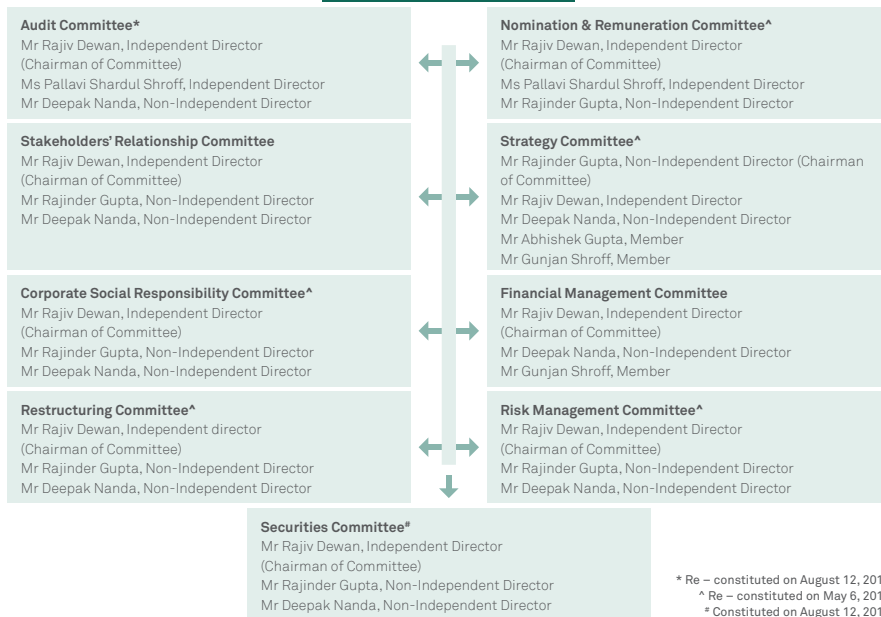 Audit Committee*
Mr Rajiv Dewan, Independent Director
(Chairman of Committee)
Ms Pallavi Shardul Shroff, Independent Director
Mr Deepak Nanda, Non-Independent Director
Nomination & Remuneration Committee^
Mr Rajiv Dewan, Independent Director
(Chairman of Committee)
Ms Pallavi Shardul Shroff, Independent Director
Mr Rajinder Gupta, Non-Independent Director
Stakeholders' Relationship Committee
Mr Rajiv Dewan, Independent Director
(Chairman of Committee)
Mr Rajinder Gupta, Non-Independent Director
Mr Deepak Nanda, Non-Independent Director
Strategy Committee^
Mr Rajinder Gupta, Non-Independent Director (Chairman
of Committee)
Mr Rajiv Dewan, Independent Director
Mr Deepak Nanda, Non-Independent Director
Mr Abhishek Gupta, Member
Mr Gunjan Shroff, Member
Corporate Social Responsibility Committee^
Mr Rajiv Dewan, Independent Director
(Chairman of Committee)
Mr Rajinder Gupta, Non-Independent Director
Mr Deepak Nanda, Non-Independent Director
Financial Management Committee
Mr Rajiv Dewan, Independent Director
(Chairman of Committee)
Mr Deepak Nanda, Non-Independent Director
Mr Gunjan Shroff, Member
Restructuring Committee^
Mr Rajiv Dewan, Independent director
(Chairman of Committee)
Mr Rajinder Gupta, Non-Independent Director
Mr Deepak Nanda, Non-Independent Director
Risk Management Committee^
Mr Rajiv Dewan, Independent Director
(Chairman of Committee)
Mr Rajinder Gupta, Non-Independent Director
Mr Deepak Nanda, Non-Independent Director
Securities Committee#
Mr Rajiv Dewan, Independent Director
(Chairman of Committee)
Mr Rajinder Gupta, Non-Independent Director
Mr Deepak Nanda, Non-Independent Director
* Re – constituted on August 12,
^ Re – constituted on May 6,
# Constituted on August 12,